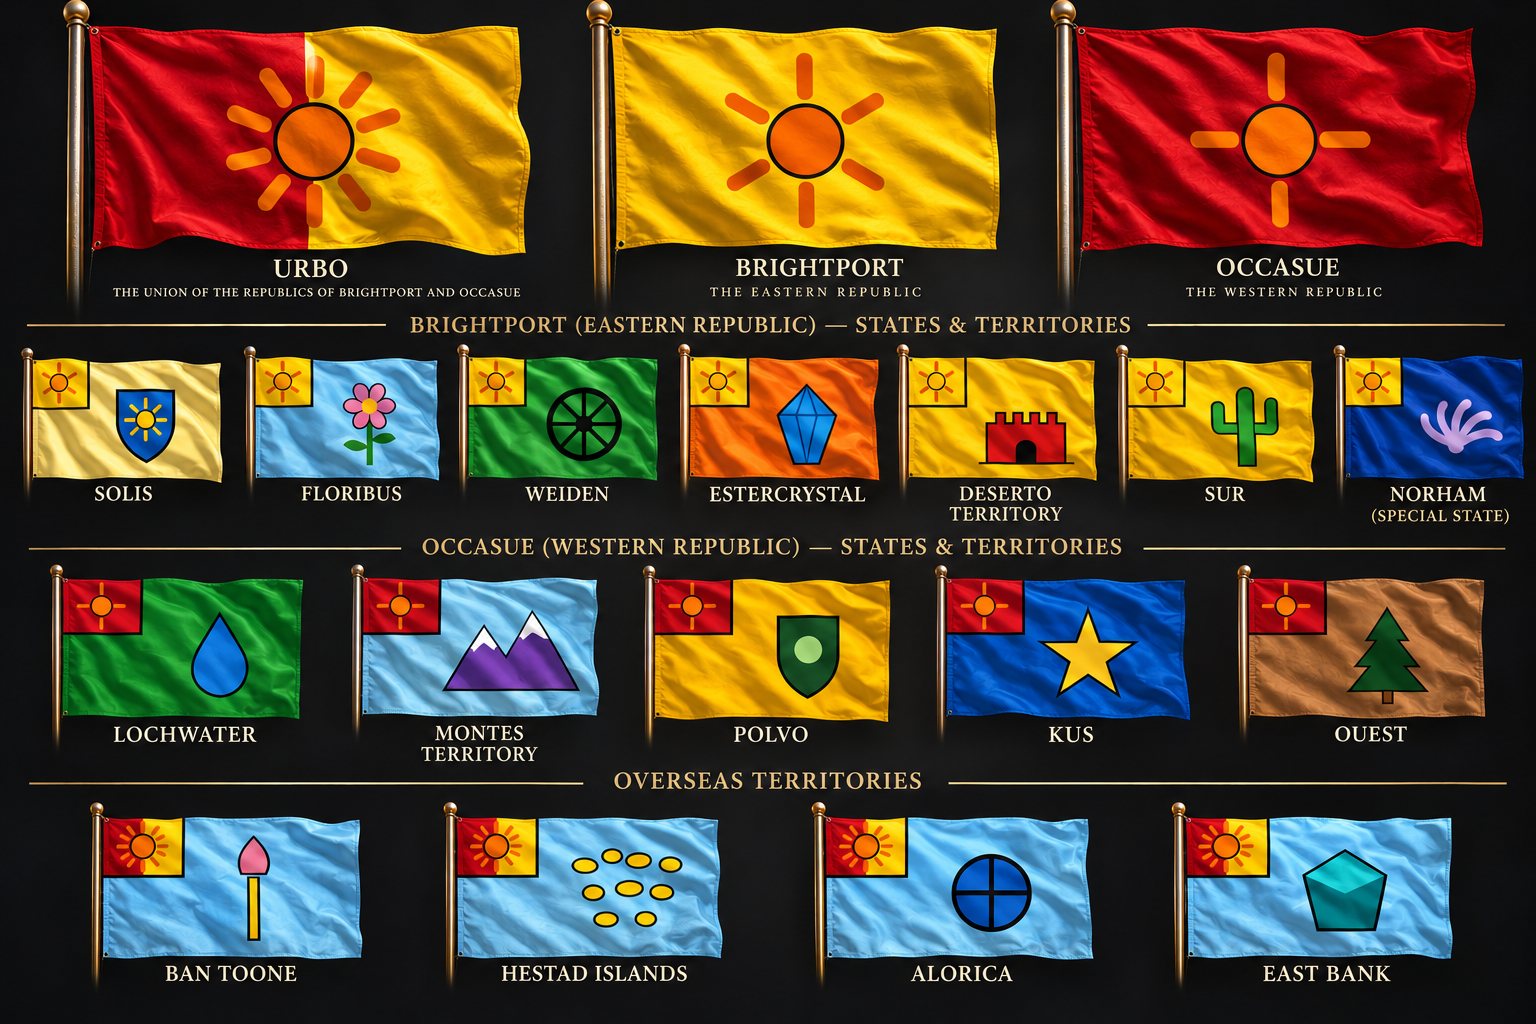 URBO
THE UNION OF THE REPUBLICS OF BRIGHTPORT AND OCCASUE
BRIGHTPORT
THE EASTERN REPUBLIC
OCCASUE
THE WESTERN REPUBLIC
BRIGHTPORT (EASTERN REPUBLIC) — STATES & TERRITORIES
SOLIS
FLORIBUS
WEIDEN
ESTERCRYSTAL
DESERTO
TERRITORY
SUR
NORHAM
(SPECIAL STATE)
OCCASUE (WESTERN REPUBLIC) — STATES & TERRITORIES
LOCHWATER
MONTES
TERRITORY
POLVO
KUS
OUEST
OVERSEAS TERRITORIES
BAN TOONE
HESTAD ISLANDS
ALORICA
EAST BANK